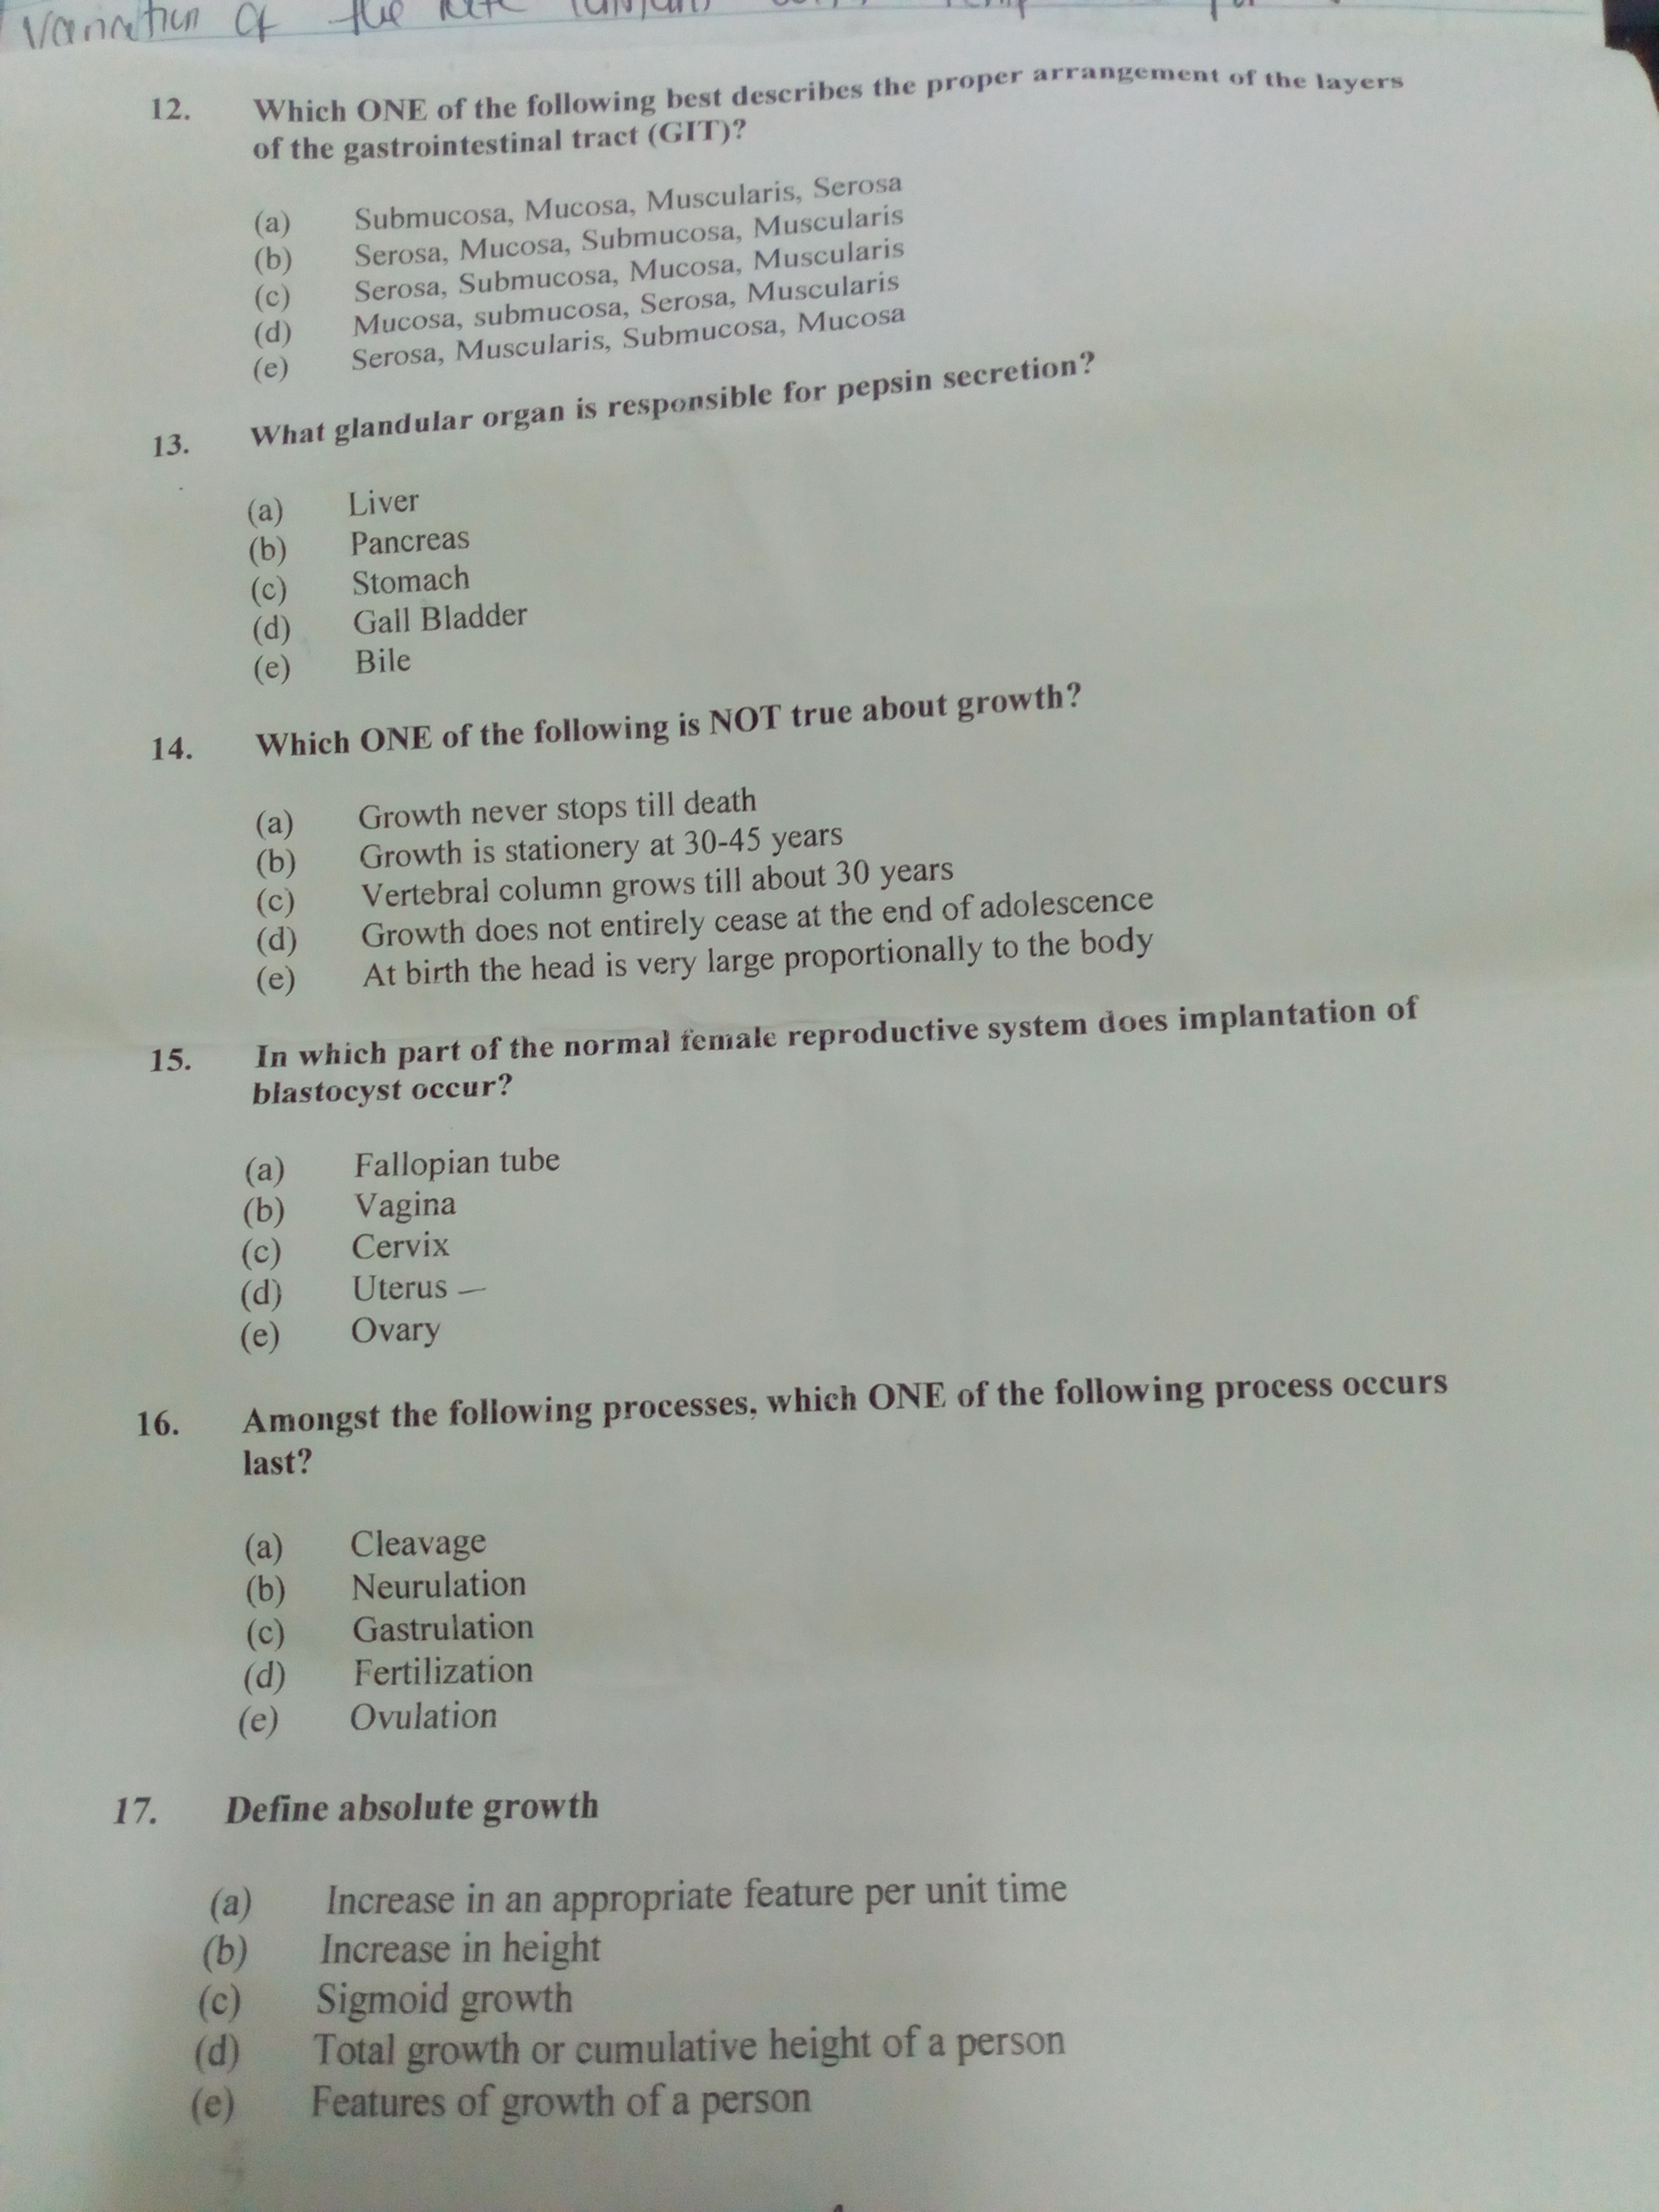 Variation of the
12. Which ONE of the following best describes the proper arrangement of the layers
of the gastrointestinal tract (GIT)?
(a) Submucosa, Mucosa, Muscularis, Serosa
(b) Serosa, Mucosa, Submucosa, Muscularis
(c) Serosa, Submucosa, Mucosa, Muscularis
(d) Mucosa, submucosa, Serosa, Muscularis
(e) Serosa, Muscularis, Submucosa, Mucosa
13. What glandular organ is responsible for pepsin secretion?
(a) Liver
(b) Pancreas
(c) Stomach
(d) Gall Bladder
(e) Bile
14. Which ONE of the following is NOT true about growth?
(a) Growth never stops till death
(b) Growth is stationery at 30-45 years
(c) Vertebral column grows till about 30 years
(d) Growth does not entirely cease at the end of adolescence
(e) At birth the head is very large proportionally to the body
15. In which part of the normal female reproductive system does implantation of
blastocyst occur?
(a) Fallopian tube
(b) Vagina
(c) Cervix
(d) Uterus —
(e) Ovary
16. Amongst the following processes, which ONE of the following process occurs
last?
(a) Cleavage
(b) Neurulation
(c) Gastrulation
(d) Fertilization
(e) Ovulation
17. Define absolute growth
(a) Increase in an appropriate feature per unit time
(b) Increase in height
(c) Sigmoid growth
(d) Total growth or cumulative height of a person
(e) Features of growth of a person